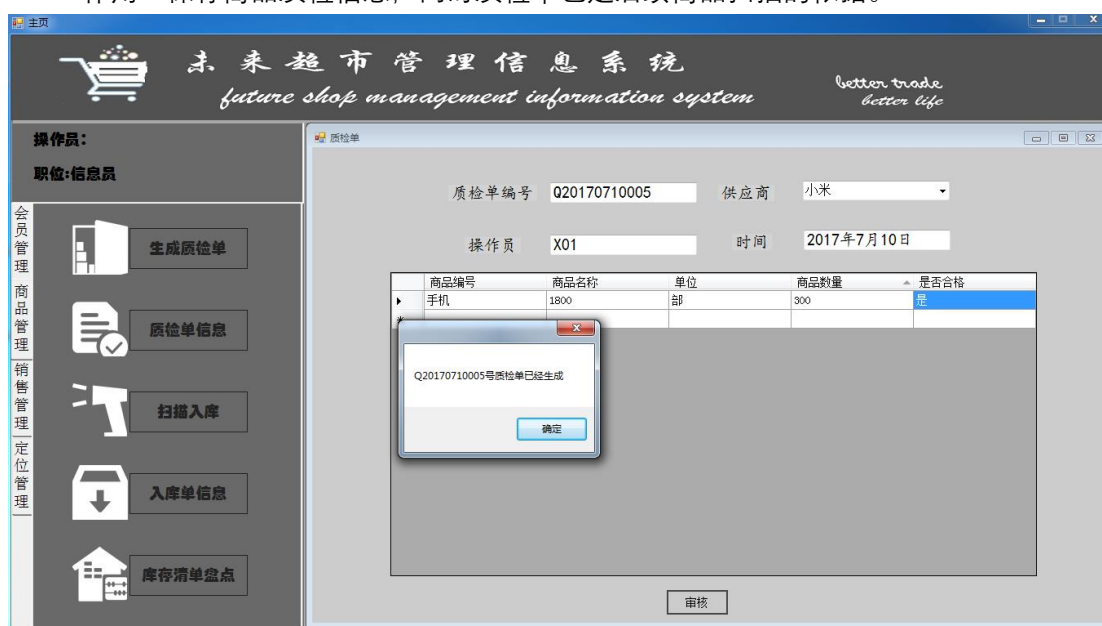 主页
未来超市管理信息系统
future shop management information system
better trade
better life
操作员：
职位:信息员
会员管理
商品管理
销售管理
定位管理
生成质检单
质检单信息
扫描入库
入库单信息
库存清单盘点
质检单
质检单编号 Q20170710005 供应商 小米
操作员 X01 时间 2017年7月10日
商品编号 商品名称 单位 商品数量 是否合格
手机 1800 部 300 是
Q20170710005号质检单已经生成
确定
审核